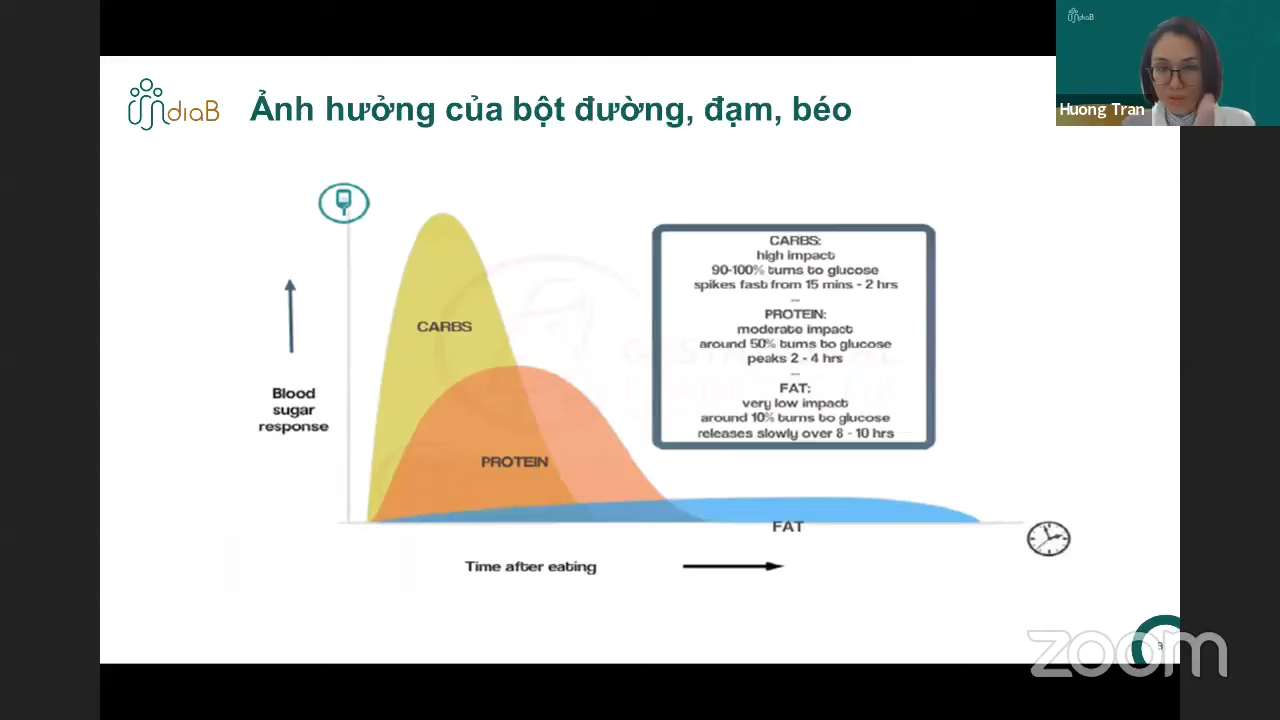 diaB
Huong Tran
diaB
Ảnh hưởng của bột đường, đạm, béo
CARBS:
high impact
90-100% turns to glucose
spikes fast from 15 mins - 2 hrs
--
PROTEIN:
moderate impact
around 50% turns to glucose
peaks 2 - 4 hrs
--
FAT:
very low impact
around 10% turns to glucose
releases slowly over 8 - 10 hrs
CARBS
Blood
sugar
response
PROTEIN
FAT
Time after eating
zoom